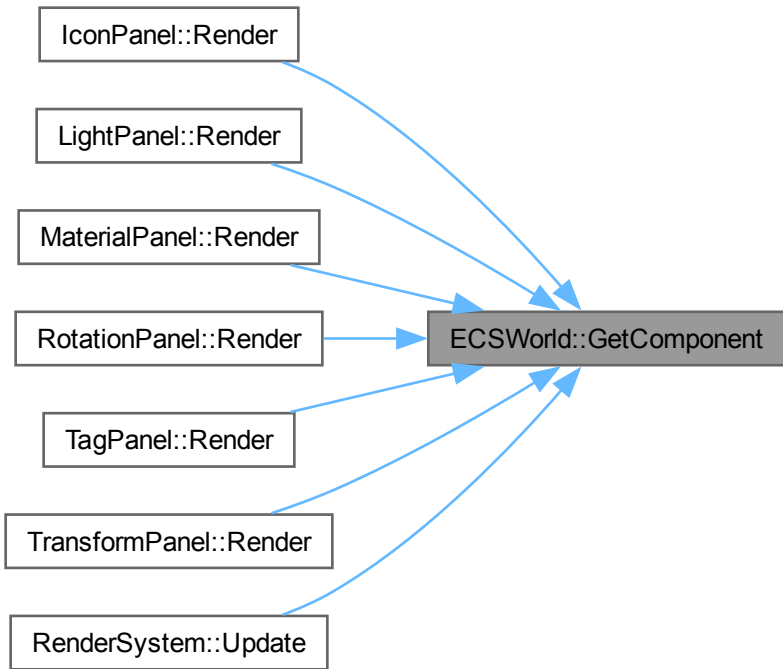 IconPanel::Render
LightPanel::Render
MaterialPanel::Render
RotationPanel::Render
ECSWorld::GetComponent
TagPanel::Render
TransformPanel::Render
RenderSystem::Update